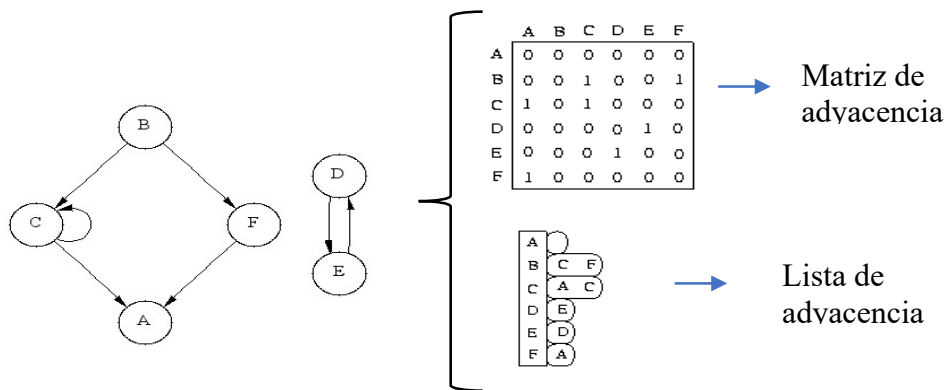 B
C
F
A
D
E
A B C D E F
A 0 0 0 0 0 0
B 0 0 1 0 0 1
C 1 0 1 0 0 0
D 0 0 0 0 1 0
E 0 0 0 1 0 0
F 1 0 0 0 0 0
Matriz de
advacencia
A
B C F
C A C
D E
E D
F A
Lista de
advacencia